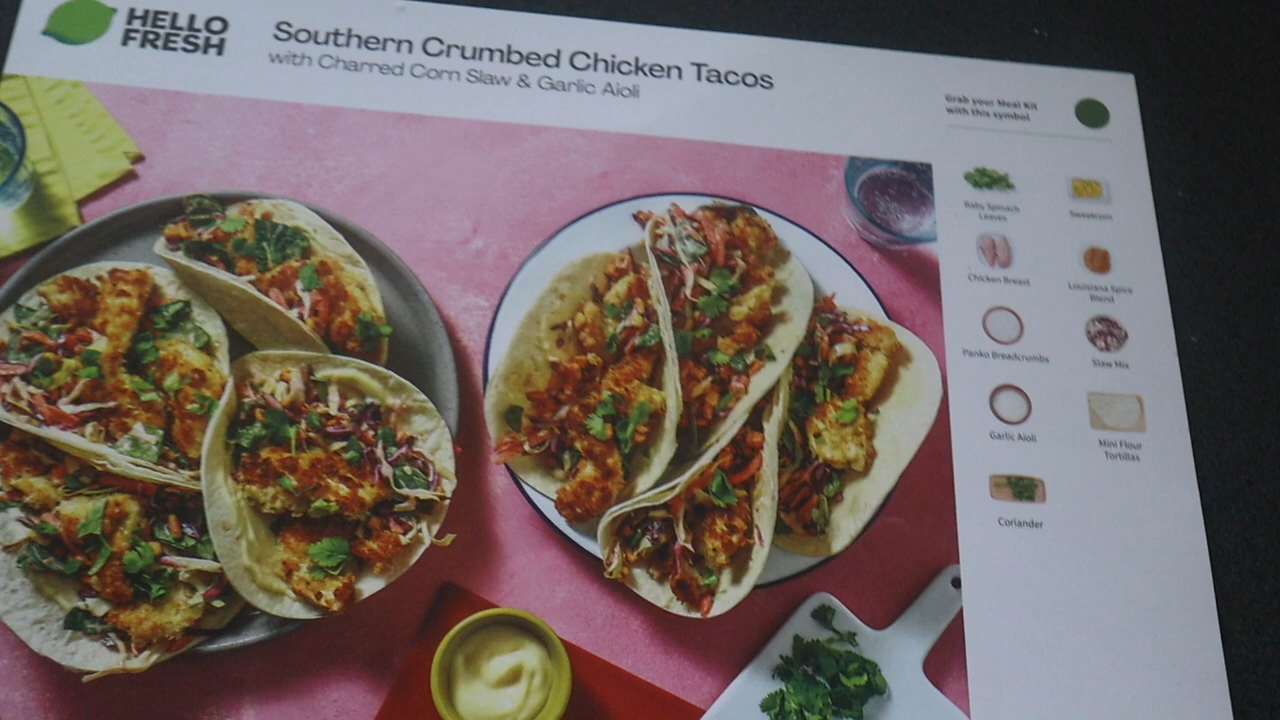 HELLO
FRESH
Southern Crumbed Chicken Tacos
with Charred Corn Slaw & Garlic Aioli
Grab your Meal Kit
with this symbol
Baby Spinach
Leaves
Sweetcorn
Chicken Breast
Louisiana Spice
Blend
Panko Breadcrumbs
Slaw Mix
Garlic Aioli
Mini Flour
Tortillas
Coriander